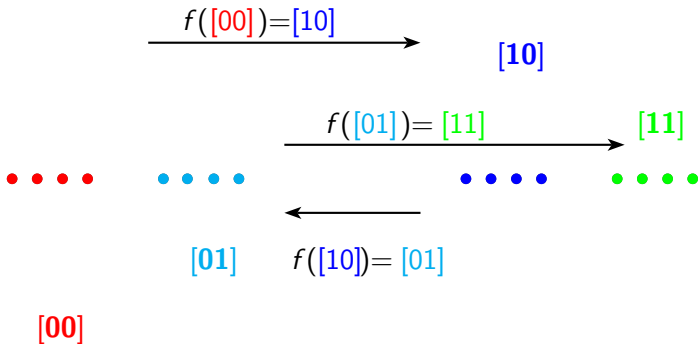 f([00])=[10]
[10]
f([01])= [11]
[11]
[01]
f([10])= [01]
[00]